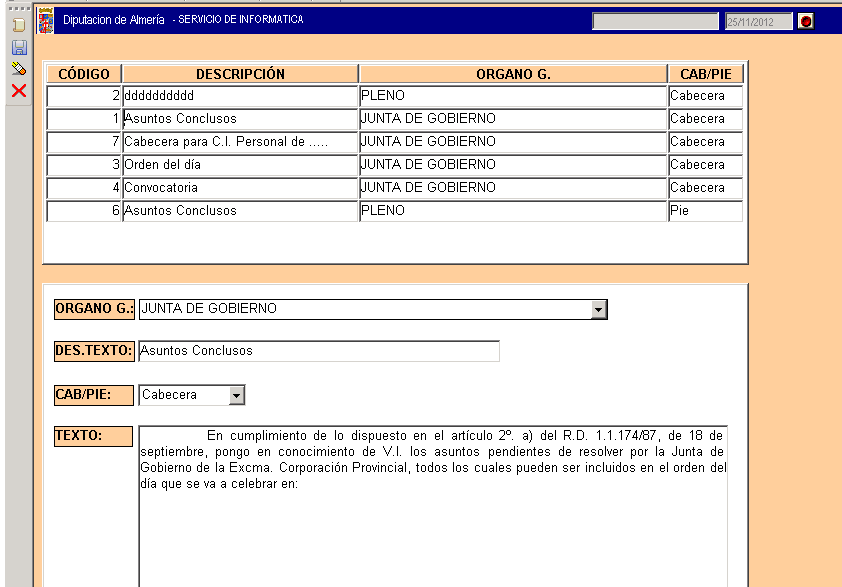 Diputacion de Almería - SERVICIO DE INFORMATICA
25/11/2012
CÓDIGO DESCRIPCIÓN ORGANO G. CAB/PIE
2 dddddddddd PLENO Cabecera
1 Asuntos Conclusos JUNTA DE GOBIERNO Cabecera
7 Cabecera para C.I. Personal de ..... JUNTA DE GOBIERNO Cabecera
3 Orden del día JUNTA DE GOBIERNO Cabecera
4 Convocatoria JUNTA DE GOBIERNO Cabecera
6 Asuntos Conclusos PLENO Pie
ORGANO G.: JUNTA DE GOBIERNO
DES.TEXTO: Asuntos Conclusos
CAB/PIE: Cabecera
TEXTO: En cumplimiento de lo dispuesto en el artículo 2º. a) del R.D. 1.1.174/87, de 18 de
septiembre, pongo en conocimiento de V.I. los asuntos pendientes de resolver por la Junta de
Gobierno de la Excma. Corporación Provincial, todos los cuales pueden ser incluidos en el orden del
día que se va a celebrar en: